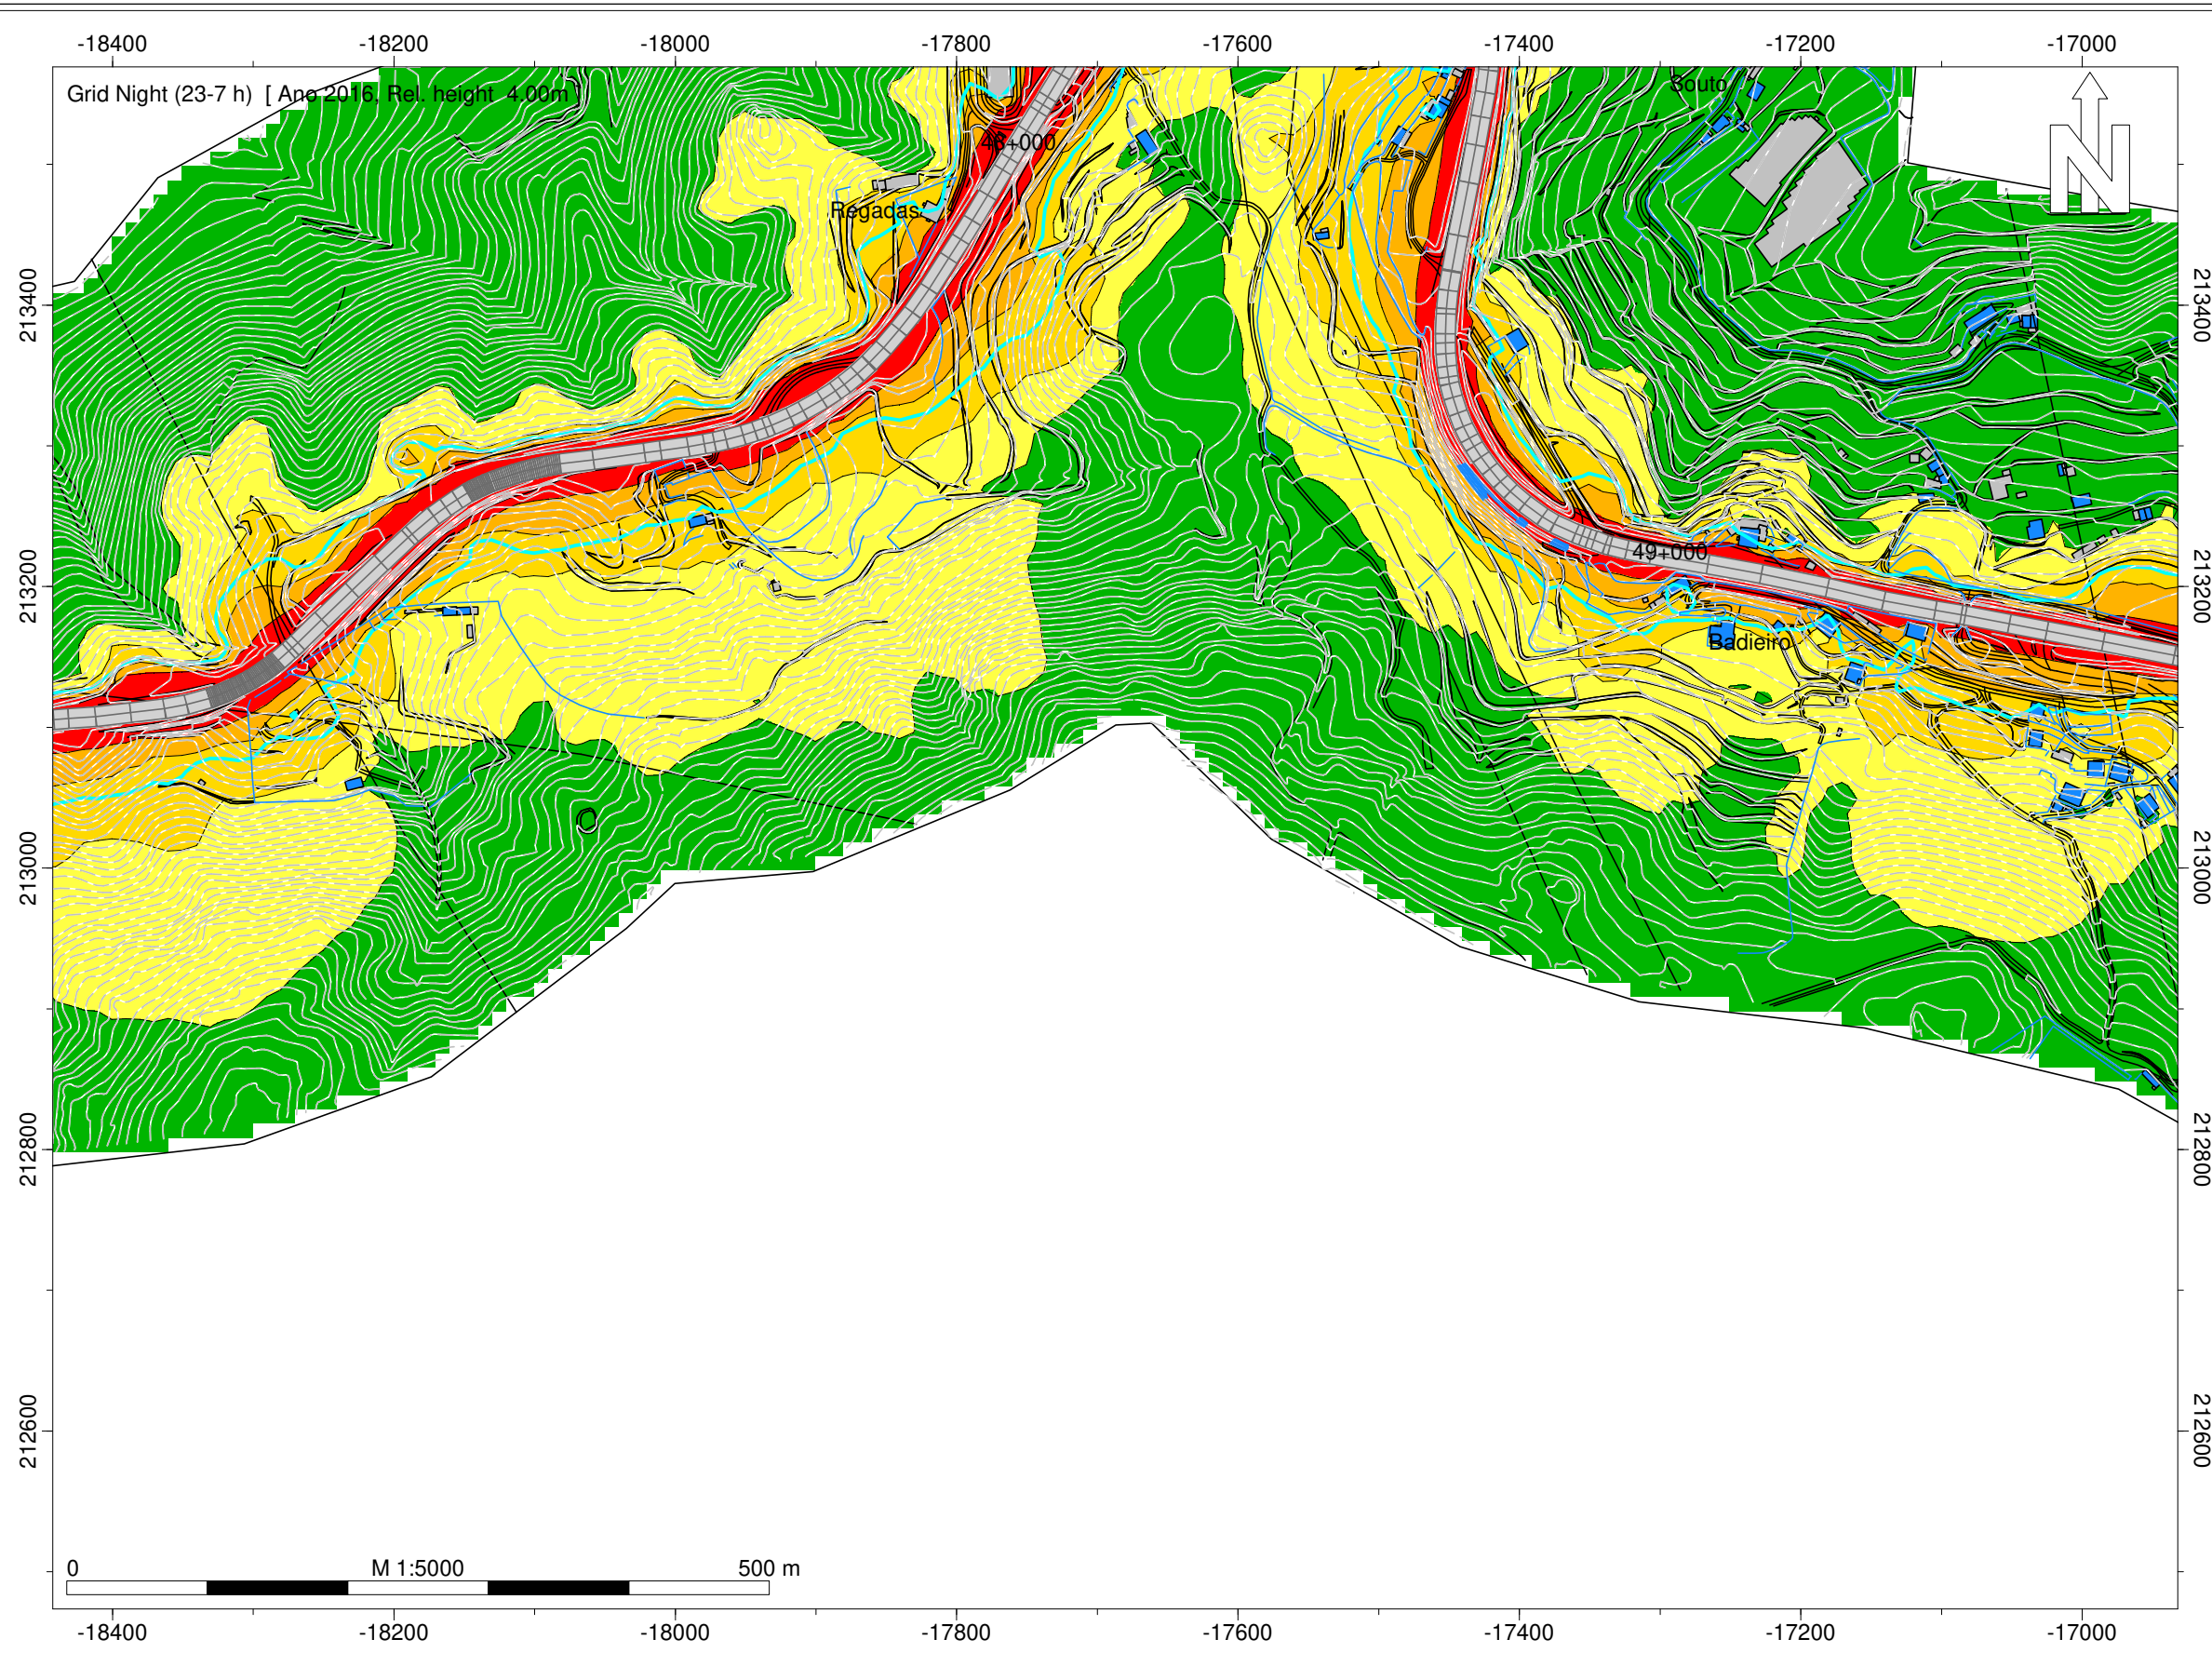 -18400 -18200 -18000 -17800 -17600 -17400 -17200 -17000
Grid Night (23-7 h) [ Ano 2016, Rel. height 4.00m
Souto
N
48+000
Regadas
213400 213400
49+000
213200 213200
Badieiro
213000 213000
212800 212800
212600 212600
0 M 1:5000 500 m
-18400 -18200 -18000 -17800 -17600 -17400 -17200 -17000